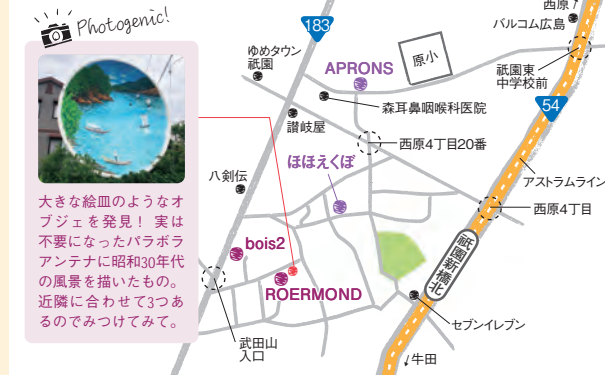 Photogenic!
大きな絵皿のようなオ
ブジェを発見！ 実は
不要になったパラボラ
アンテナに昭和30年代
の風景を描いたもの。
近隣に合わせて3つあ
るのでみつけてみて。
183
西原↑
バルコム広島
ゆめタウン
祇園
APRONS
原小
祇園東
中学校前
54
森耳鼻咽喉科医院
讃岐屋
西原4丁目20番
ほほえくぼ
アストラムライン
八剣伝
西原4丁目
bois2
祇園新橋北
ROERMOND
セブンイレブン
武田山
入口
↓牛田